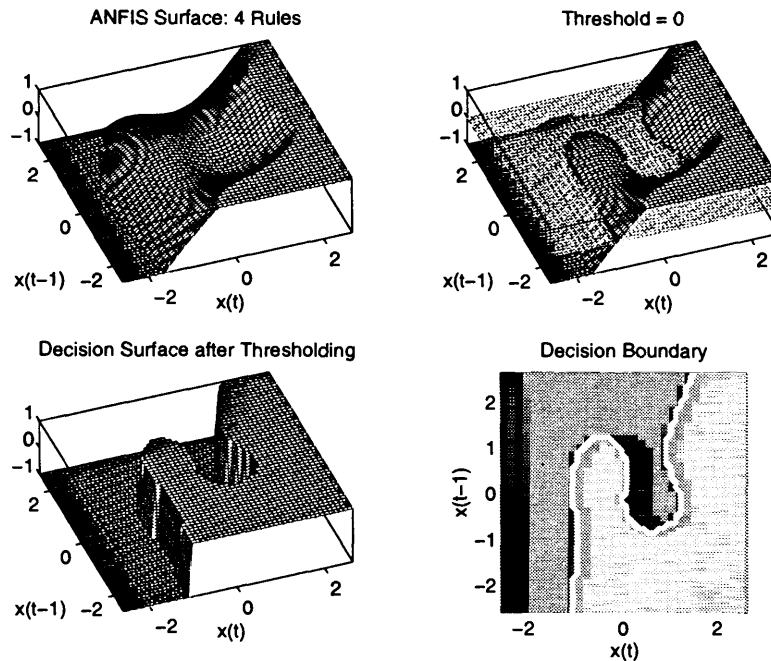 ANFIS Surface: 4 Rules
1
0
−1
2
0
−2
x(t−1)
−2
0
2
x(t)
Threshold = 0
1
0
−1
2
0
−2
x(t−1)
−2
0
2
x(t)
Decision Surface after Thresholding
1
0
−1
2
0
−2
x(t−1)
−2
0
2
x(t)
Decision Boundary
2
1
0
−1
−2
x(t−1)
−2
0
2
x(t)